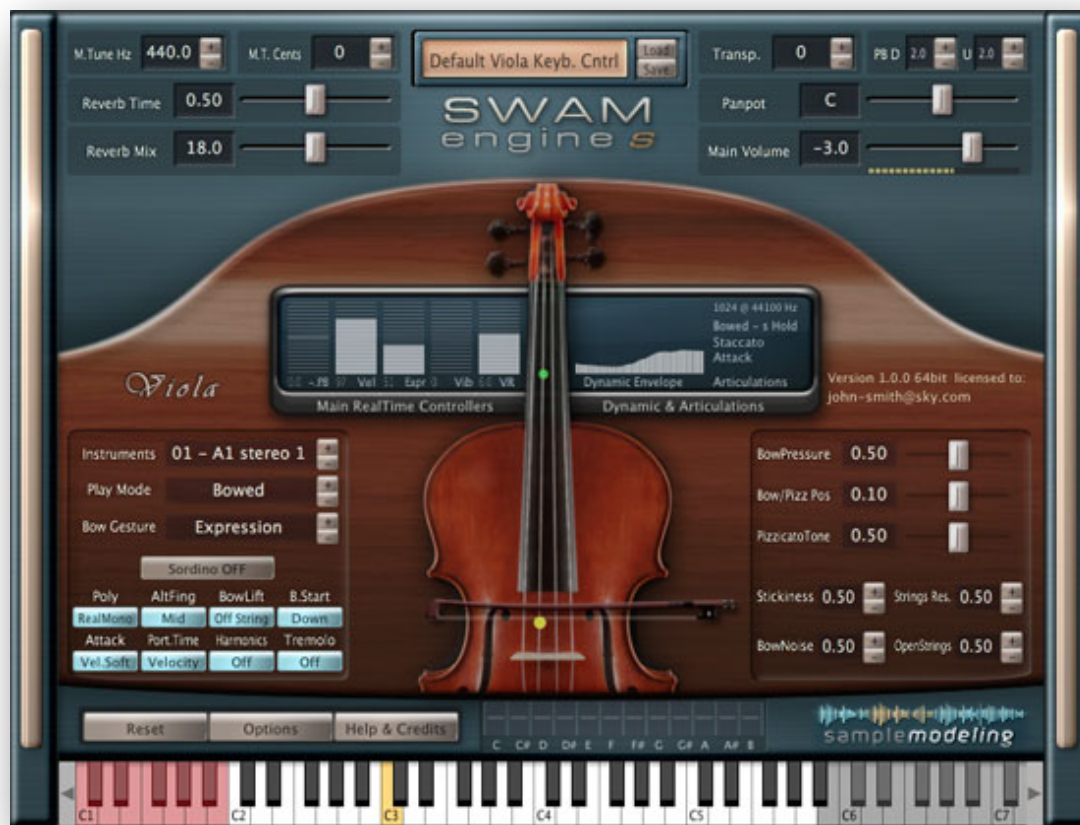 M.Tune Hz 440.0 M.T. Cents 0
Default Viola Keyb. Cntrl
Load
Save
Transp. 0 PB D 2.0 U 2.0
Reverb Time 0.50
SWAM
engine s
Panpot C
Reverb Mix 18.0
Main Volume -3.0
1024 @ 44100 Hz
Bowed - s Hold
Staccato
Attack
Vel Expr Vib VR
Dynamic Envelope Articulations
Main RealTime Controllers
Dynamic & Articulations
Viola
Version 1.0.0 64bit licensed to:
john-smith@sky.com
Instruments 01 - A1 stereo 1
Play Mode Bowed
Bow Gesture Expression
Sordino OFF
Poly AltFing BowLift B.Start
RealMono Mid Off String Down
Attack Port.Time Harmonics Tremolo
Vel.Soft Velocity Off Off
BowPressure 0.50
Bow/Pizz Pos 0.10
PizzicatoTone 0.50
Stickiness 0.50 Strings Res. 0.50
BowNoise 0.50 OpenStrings 0.50
Reset Options Help & Credits
C C# D D# E F F# G G# A A# B
samplemodeling
C1 C2 C3 C4 C5 C6 C7